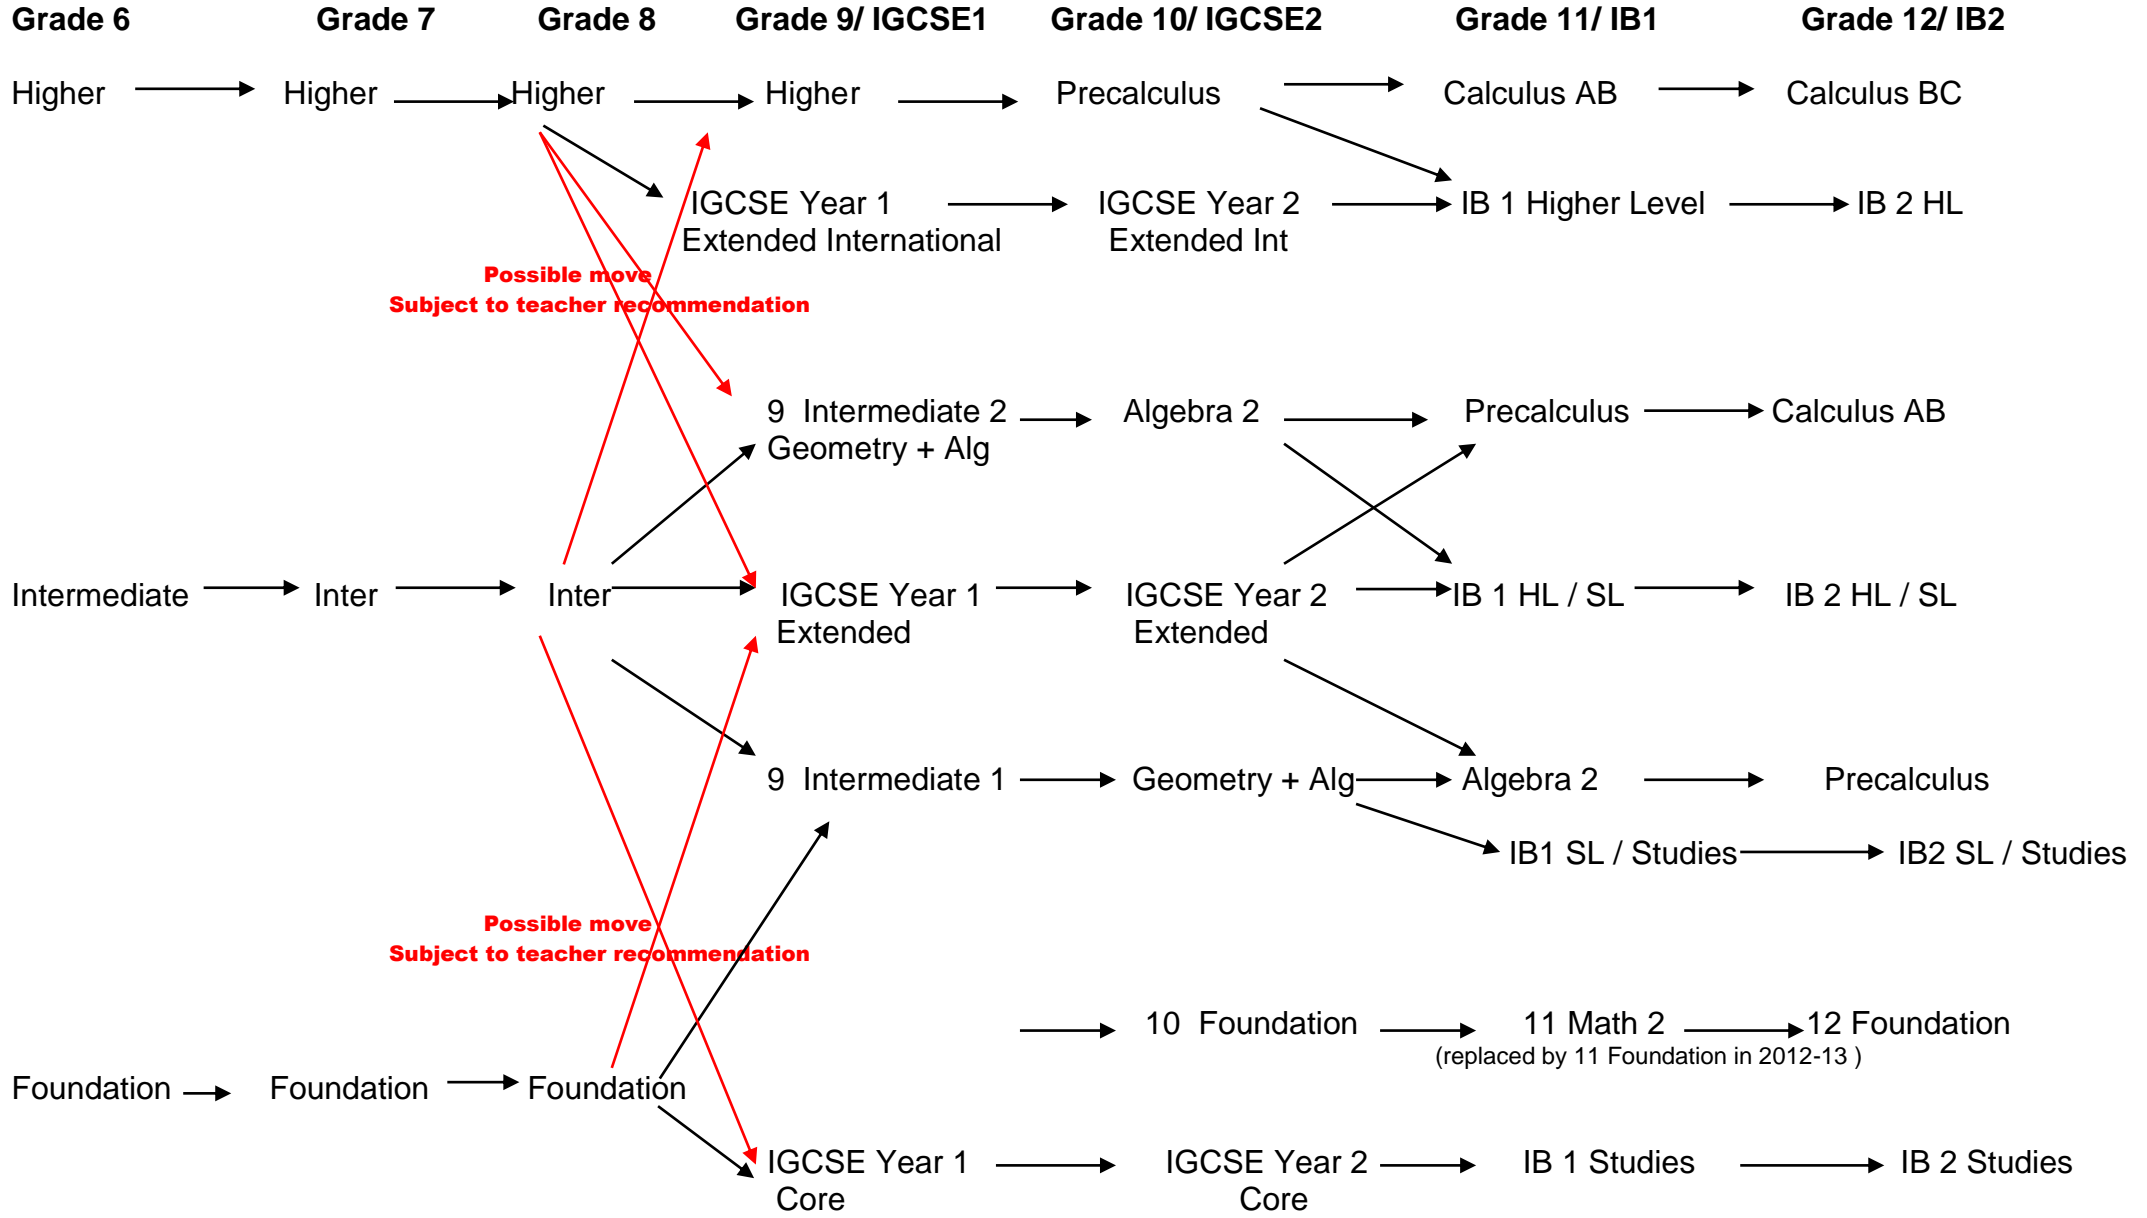 Grade 6 Grade 7 Grade 8 Grade 9/ IGCSE1 Grade 10/ IGCSE2 Grade 11/ IB1 Grade 12/ IB2
Higher Higher Higher Higher Precalculus Calculus AB Calculus BC
IGCSE Year 1 IGCSE Year 2 IB 1 Higher Level IB 2 HL
Extended International Extended Int
Possible move
Subject to teacher recommendation
9 Intermediate 2 Algebra 2 Precalculus Calculus AB
Geometry + Alg
Intermediate Inter Inter IGCSE Year 1 IGCSE Year 2 IB 1 HL / SL IB 2 HL / SL
Extended Extended
9 Intermediate 1 Geometry + Alg Algebra 2 Precalculus
IB1 SL / Studies IB2 SL / Studies
Possible move
Subject to teacher recommendation
10 Foundation 11 Math 2 12 Foundation
(replaced by 11 Foundation in 2012-13 )
Foundation Foundation Foundation
IGCSE Year 1 IGCSE Year 2 IB 1 Studies IB 2 Studies
Core Core